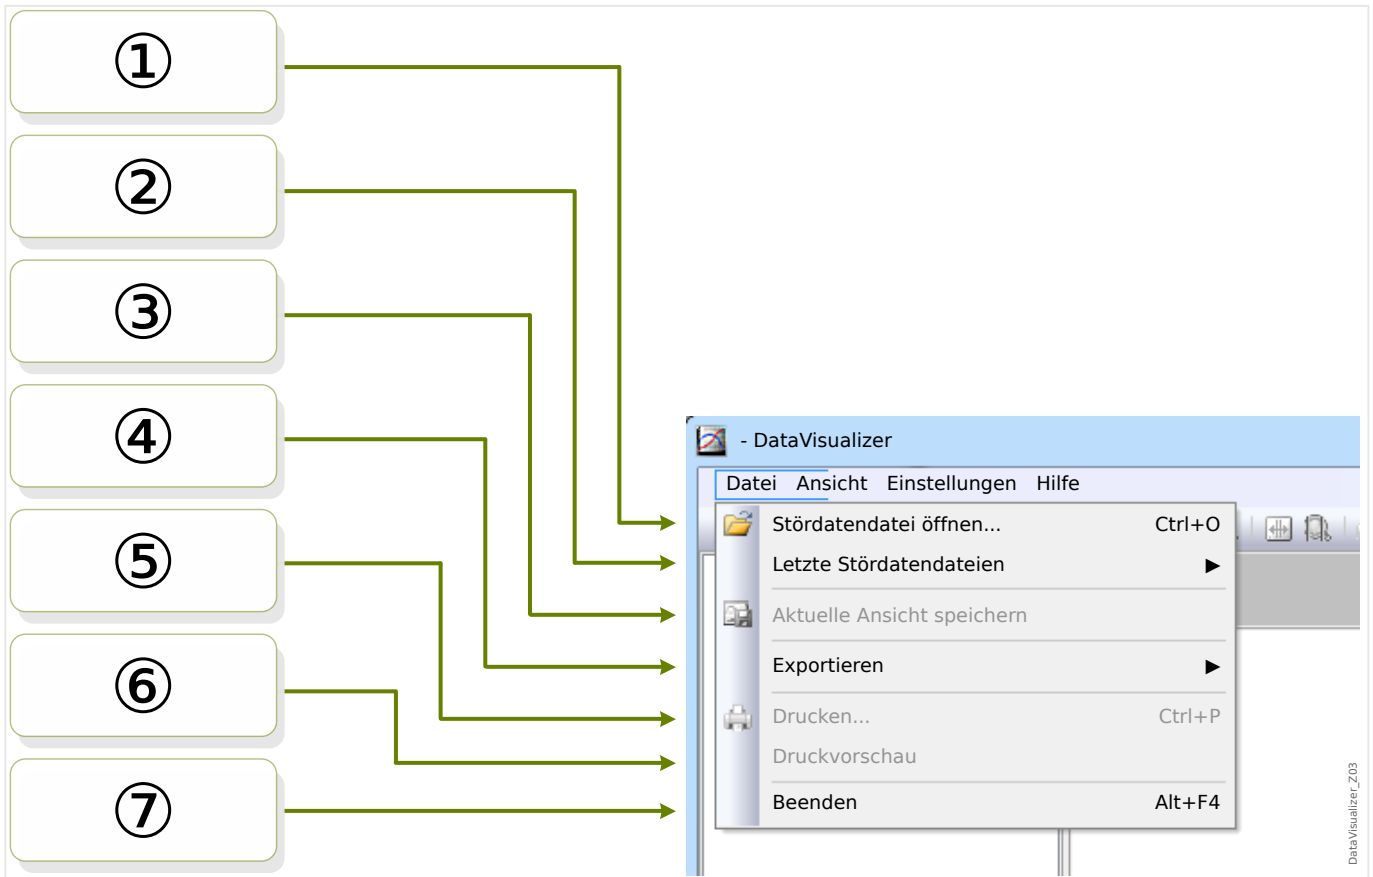 ①
②
③
④
⑤
⑥
⑦
- DataVisualizer
Datei Ansicht Einstellungen Hilfe
Stördatendatei öffnen... Ctrl+O
Letzte Stördatendateien ▶
Aktuelle Ansicht speichern
Exportieren ▶
Drucken... Ctrl+P
Druckvorschau
Beenden Alt+F4
DataVisualizer_Z03